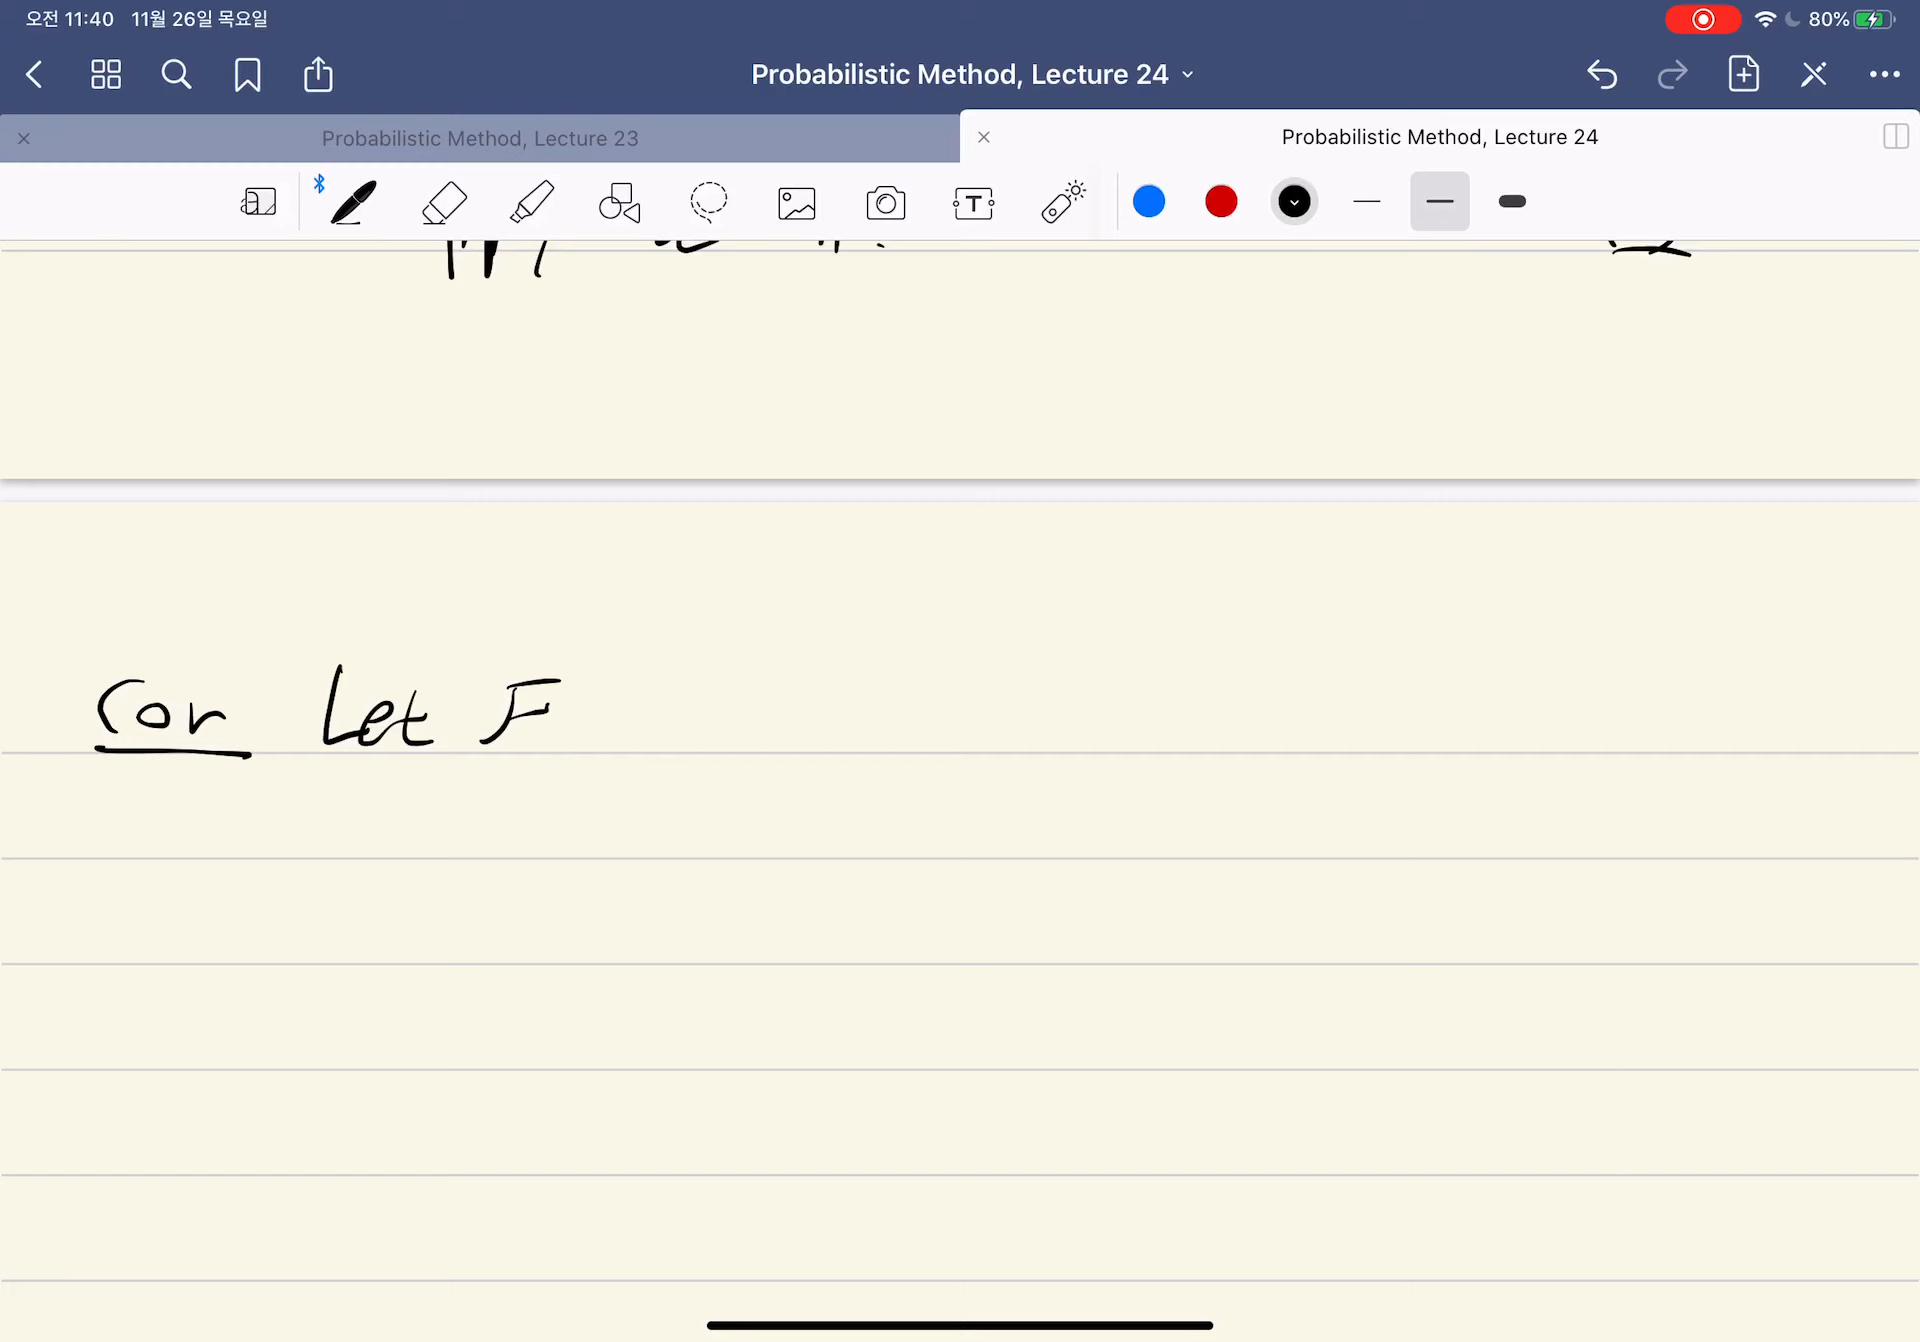 오전 11:40 11월 26일 목요일 80%
Probabilistic Method, Lecture 24
Probabilistic Method, Lecture 23
Probabilistic Method, Lecture 24
Cor Let F